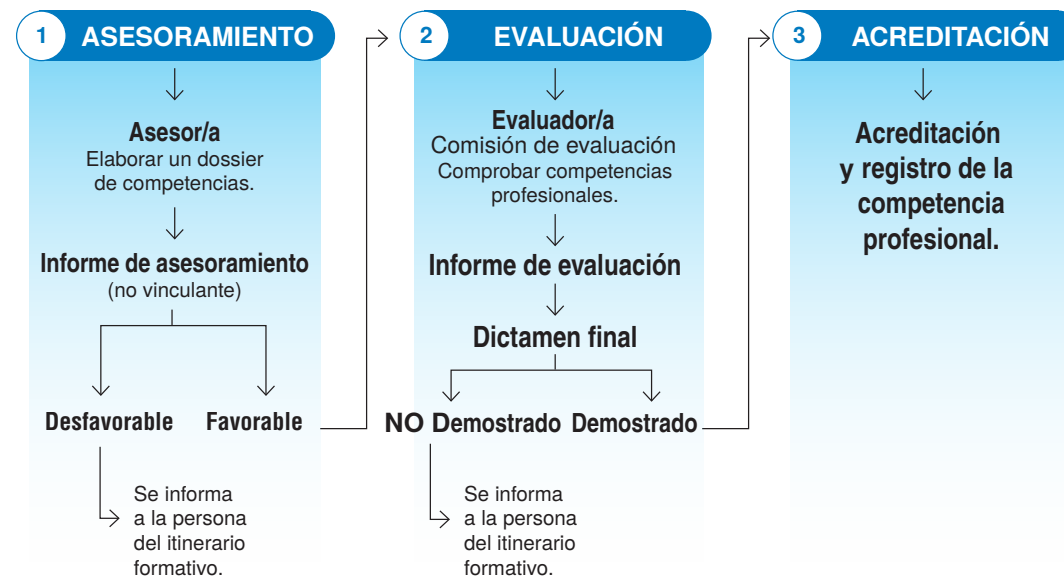 1 ASESORAMIENTO
Asesor/a
Elaborar un dossier
de competencias.
Informe de asesoramiento
(no vinculante)
Desfavorable Favorable
Se informa
a la persona
del itinerario
formativo.
2 EVALUACIÓN
Evaluador/a
Comisión de evaluación
Comprobar competencias
profesionales.
Informe de evaluación
Dictamen final
NO Demostrado Demostrado
Se informa
a la persona
del itinerario
formativo.
3 ACREDITACIÓN
Acreditación
y registro de la
competencia
profesional.